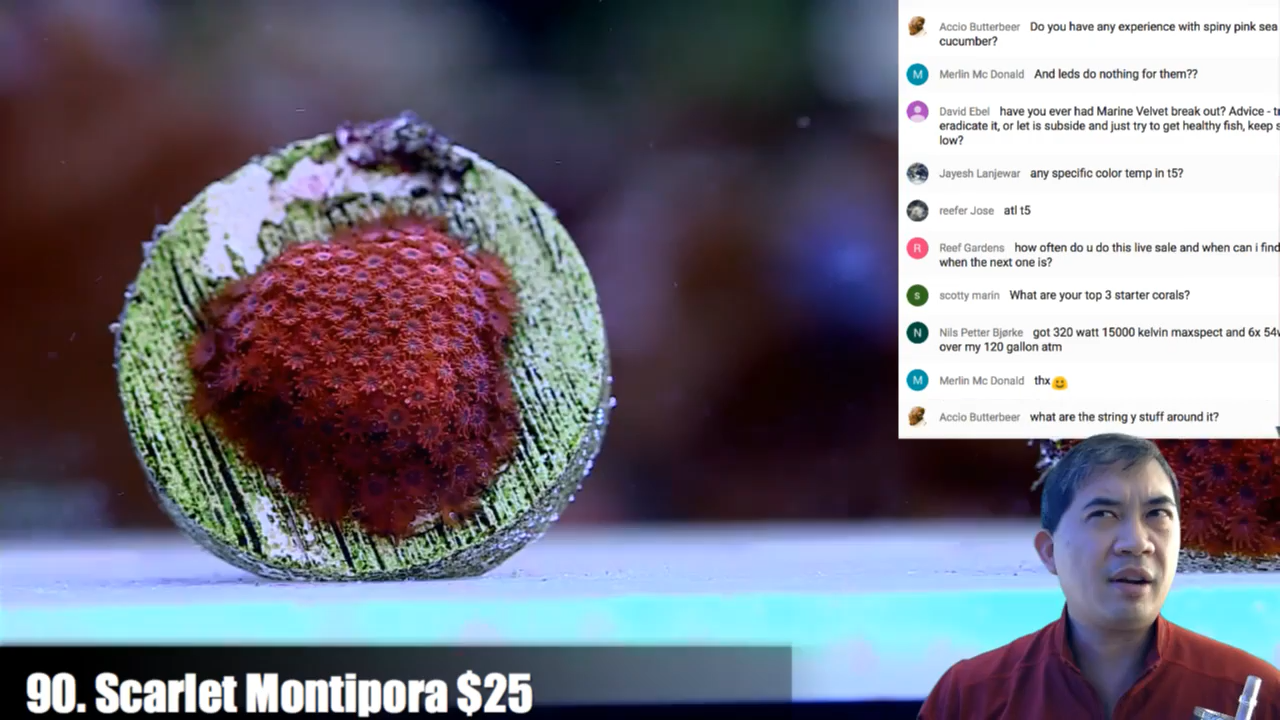 Accio Butterbeer Do you have any experience with spiny pink sea
cucumber?
M Merlin Mc Donald And leds do nothing for them??
David Ebel have you ever had Marine Velvet break out? Advice -
eradicate it, or let is subside and just try to get healthy fish, keep
low?
Jayesh Lanjewar any specific color temp in t5?
reefer Jose atl t5
R Reef Gardens how often do u do this live sale and when can i find
when the next one is?
s scotty marin What are your top 3 starter corals?
N Nils Petter Bjørke got 320 watt 15000 kelvin maxspect and 6x
over my 120 gallon atm
M Merlin Mc Donald thx
Accio Butterbeer what are the string y stuff around it?
90. Scarlet Montipora $25